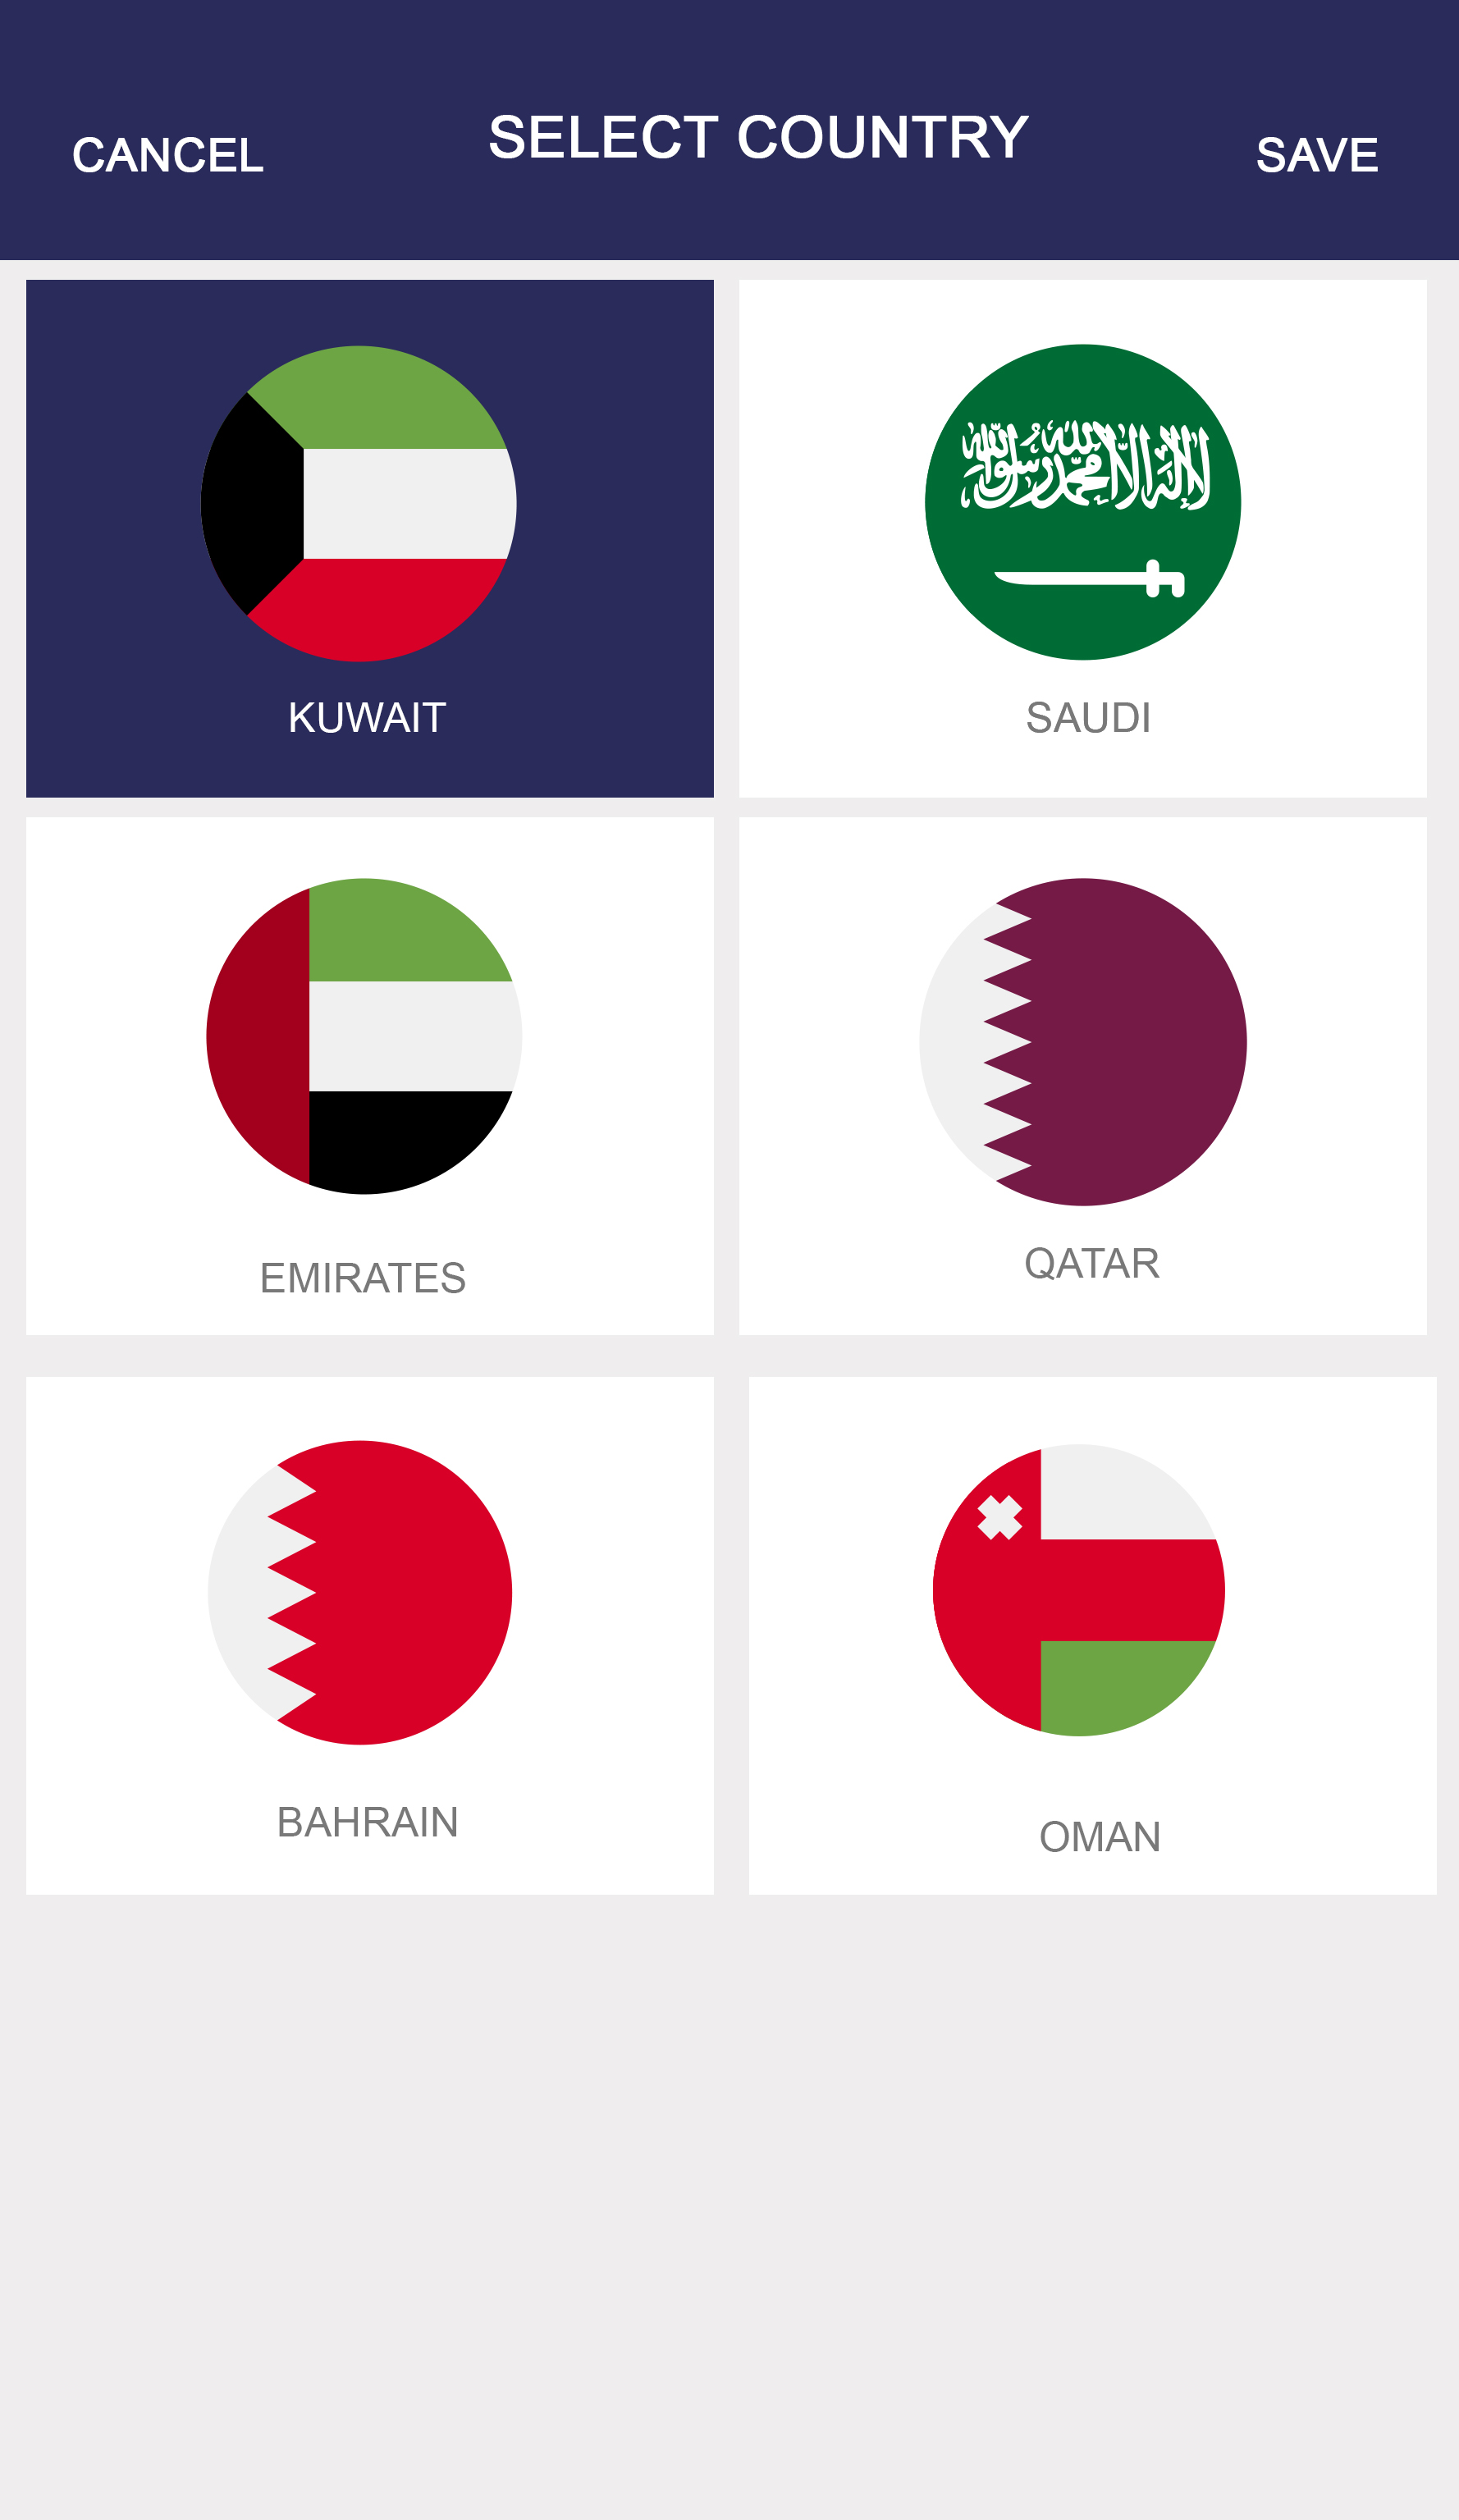 CANCEL
SELECT COUNTRY
SAVE
KUWAIT
SAUDI
لا إله إلا الله محمد رسول الله
EMIRATES
QATAR
BAHRAIN
OMAN